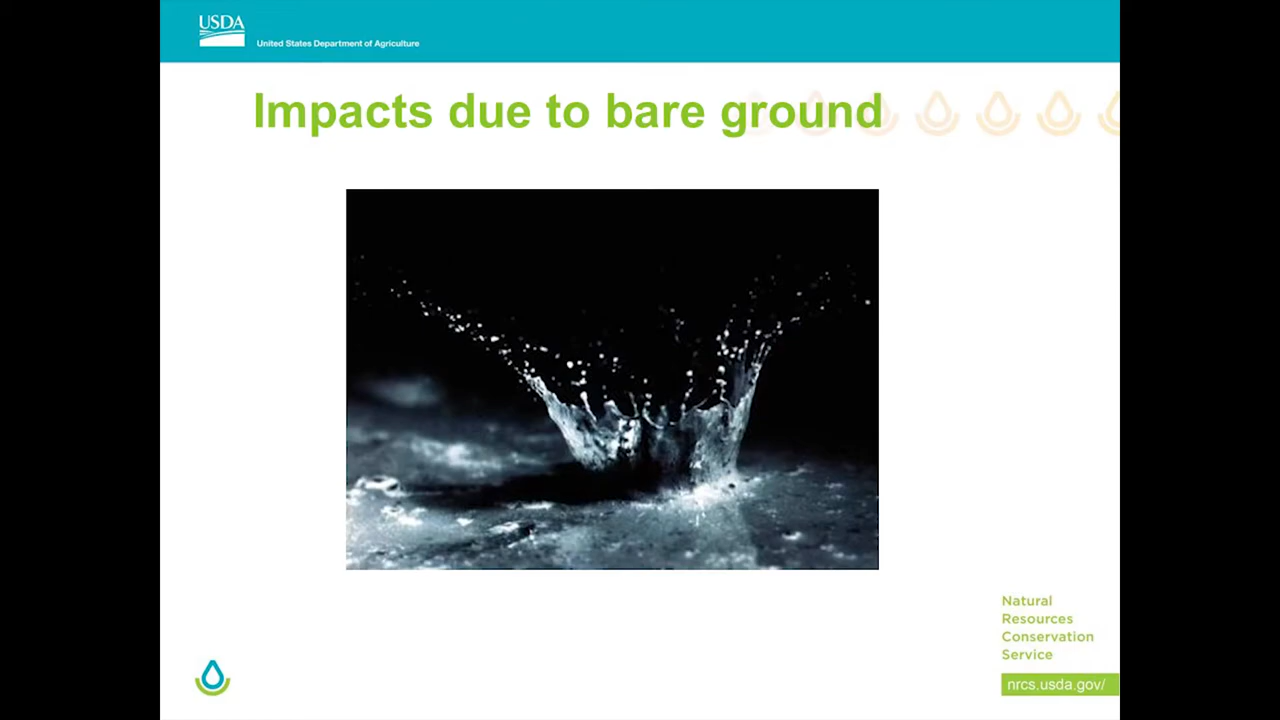 USDA
United States Department of Agriculture
Impacts due to bare ground
Natural
Resources
Conservation
Service
nrcs.usda.gov/